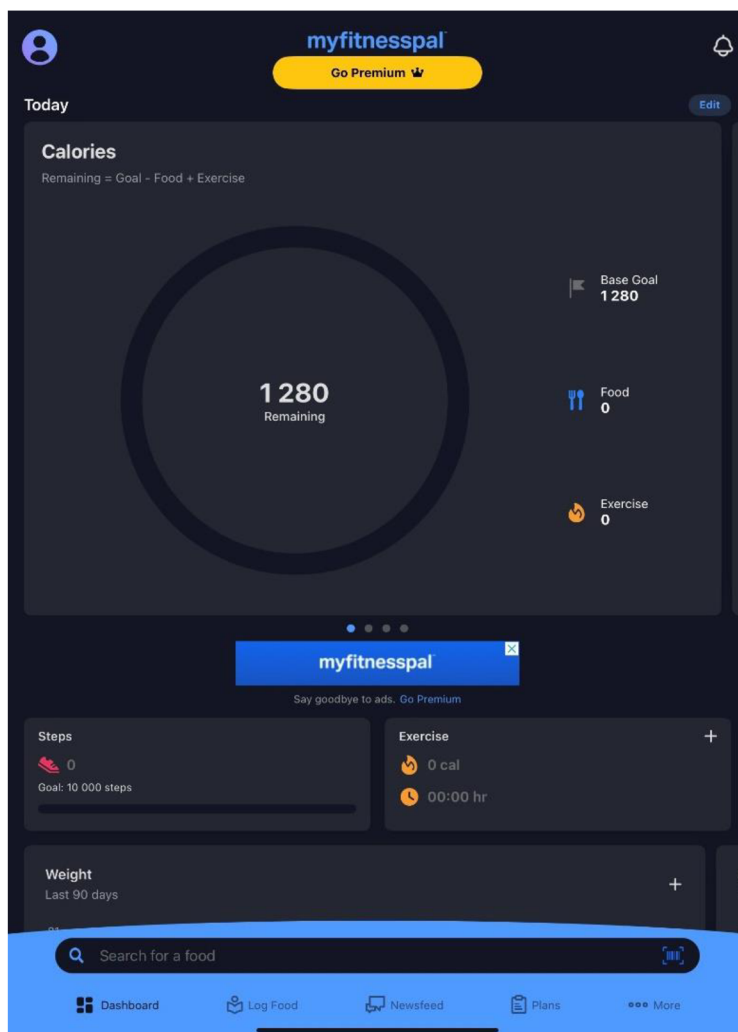 myfitnesspal
Go Premium
Today
Edit
Calories
Remaining = Goal - Food + Exercise
Base Goal
1 280
1 280
Remaining
Food
0
Exercise
0
myfitnesspal
Say goodbye to ads. Go Premium
Steps
0
Goal: 10 000 steps
Exercise
0 cal
00:00 hr
Weight
Last 90 days
Search for a food
Dashboard
Log Food
Newsfeed
Plans
More